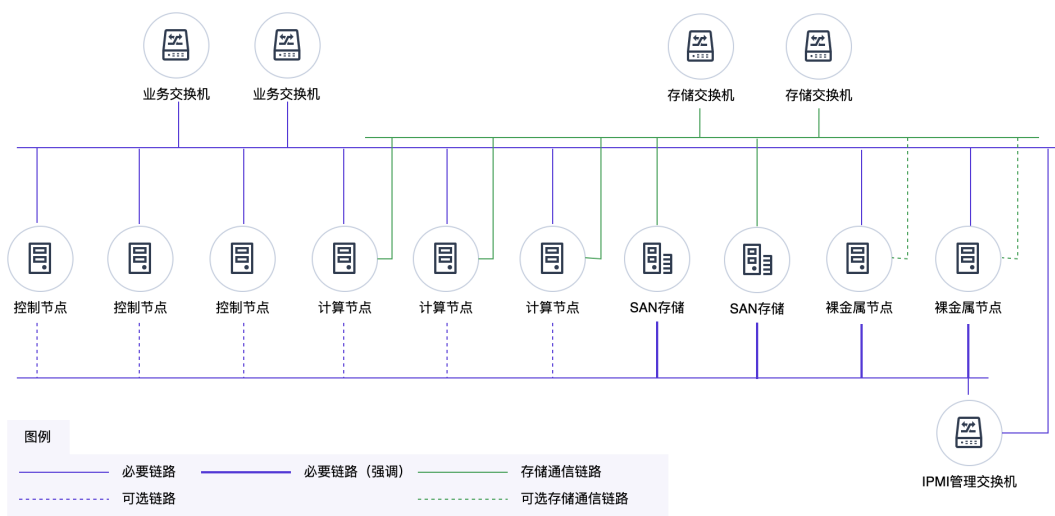 业务交换机
业务交换机
存储交换机
存储交换机
控制节点
控制节点
控制节点
计算节点
计算节点
计算节点
SAN存储
SAN存储
裸金属节点
裸金属节点
IPMI管理交换机
图例
必要链路
必要链路（强调）
存储通信链路
可选链路
可选存储通信链路